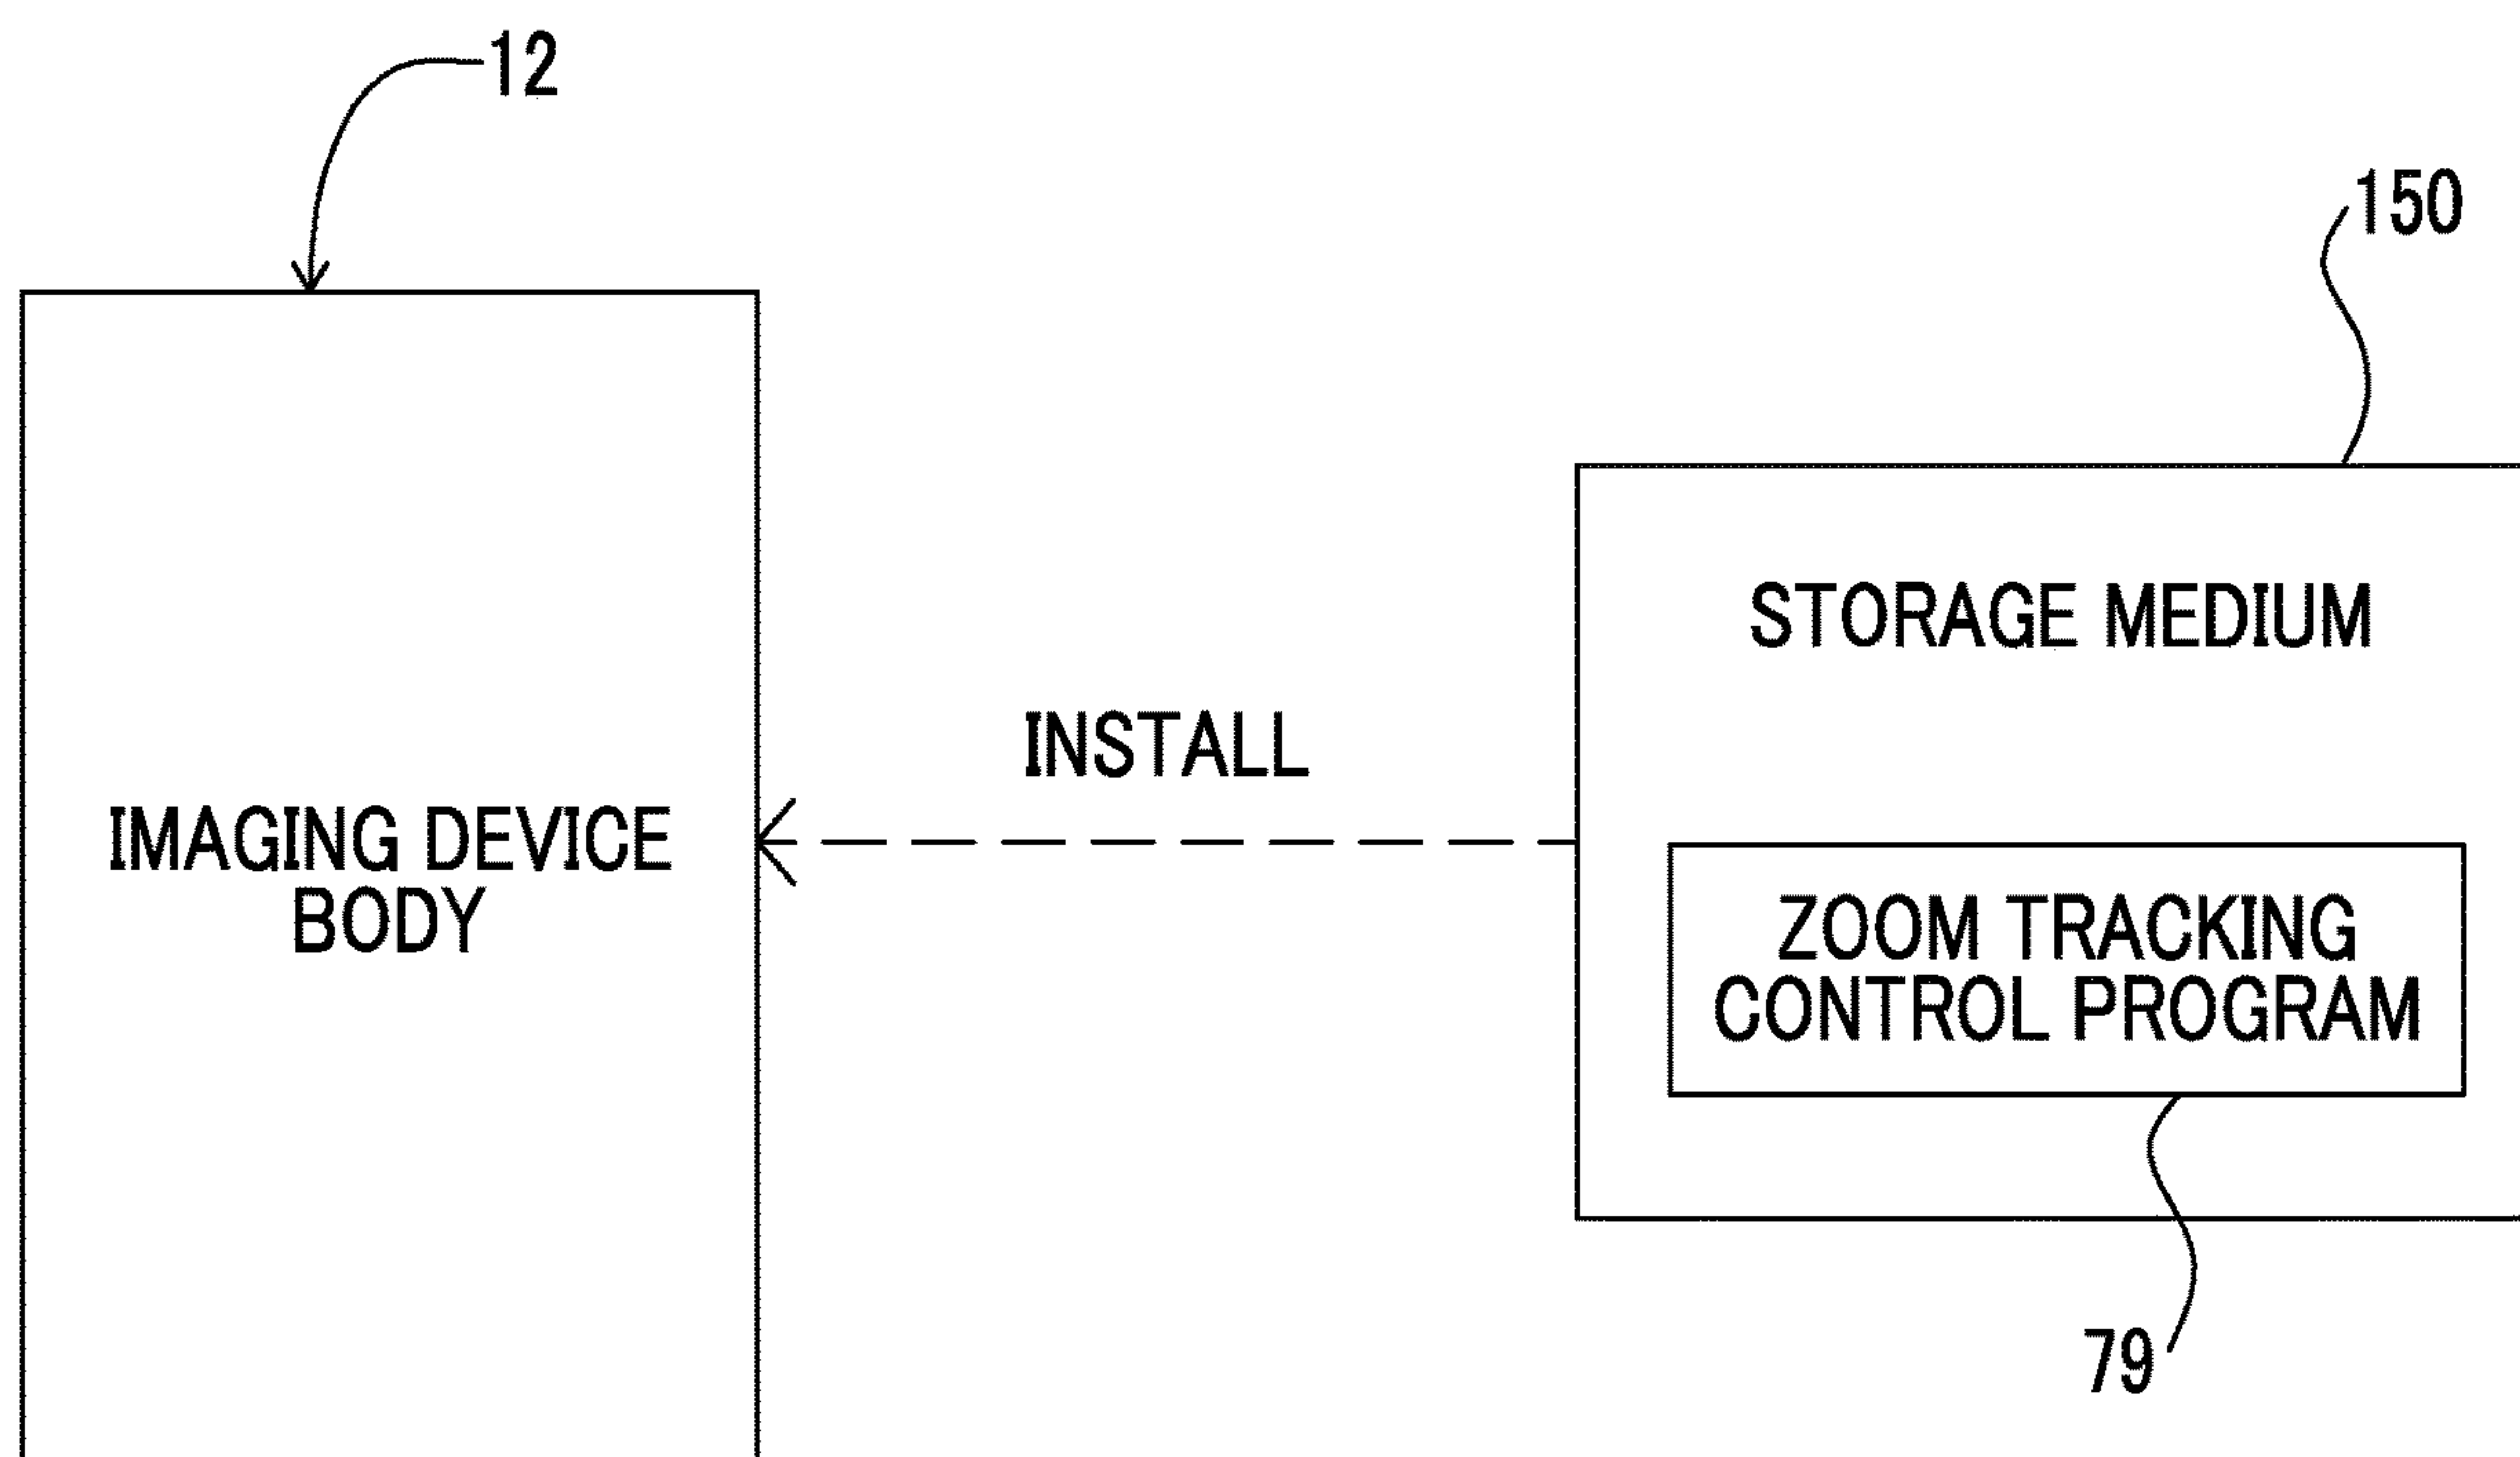 12
150
STORAGE MEDIUM
INSTALL
IMAGING DEVICE
BODY
ZOOM TRACKING
CONTROL PROGRAM
79